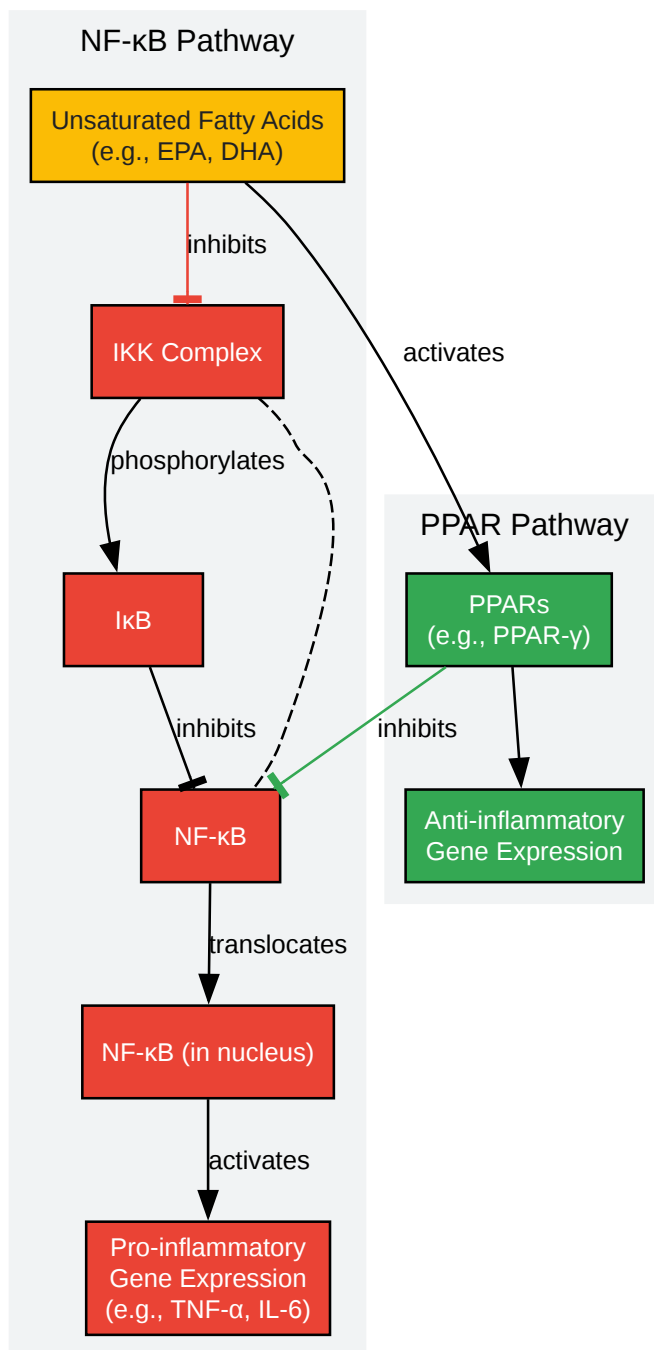 NF-κB Pathway
Unsaturated Fatty Acids
(e.g., EPA, DHA)
inhibits
IKK Complex
activates
phosphorylates
PPAR Pathway
IκB
PPARs
(e.g., PPAR-γ)
inhibits
inhibits
NF-κB
Anti-inflammatory
Gene Expression
translocates
NF-κB (in nucleus)
activates
Pro-inflammatory
Gene Expression
(e.g., TNF-α, IL-6)